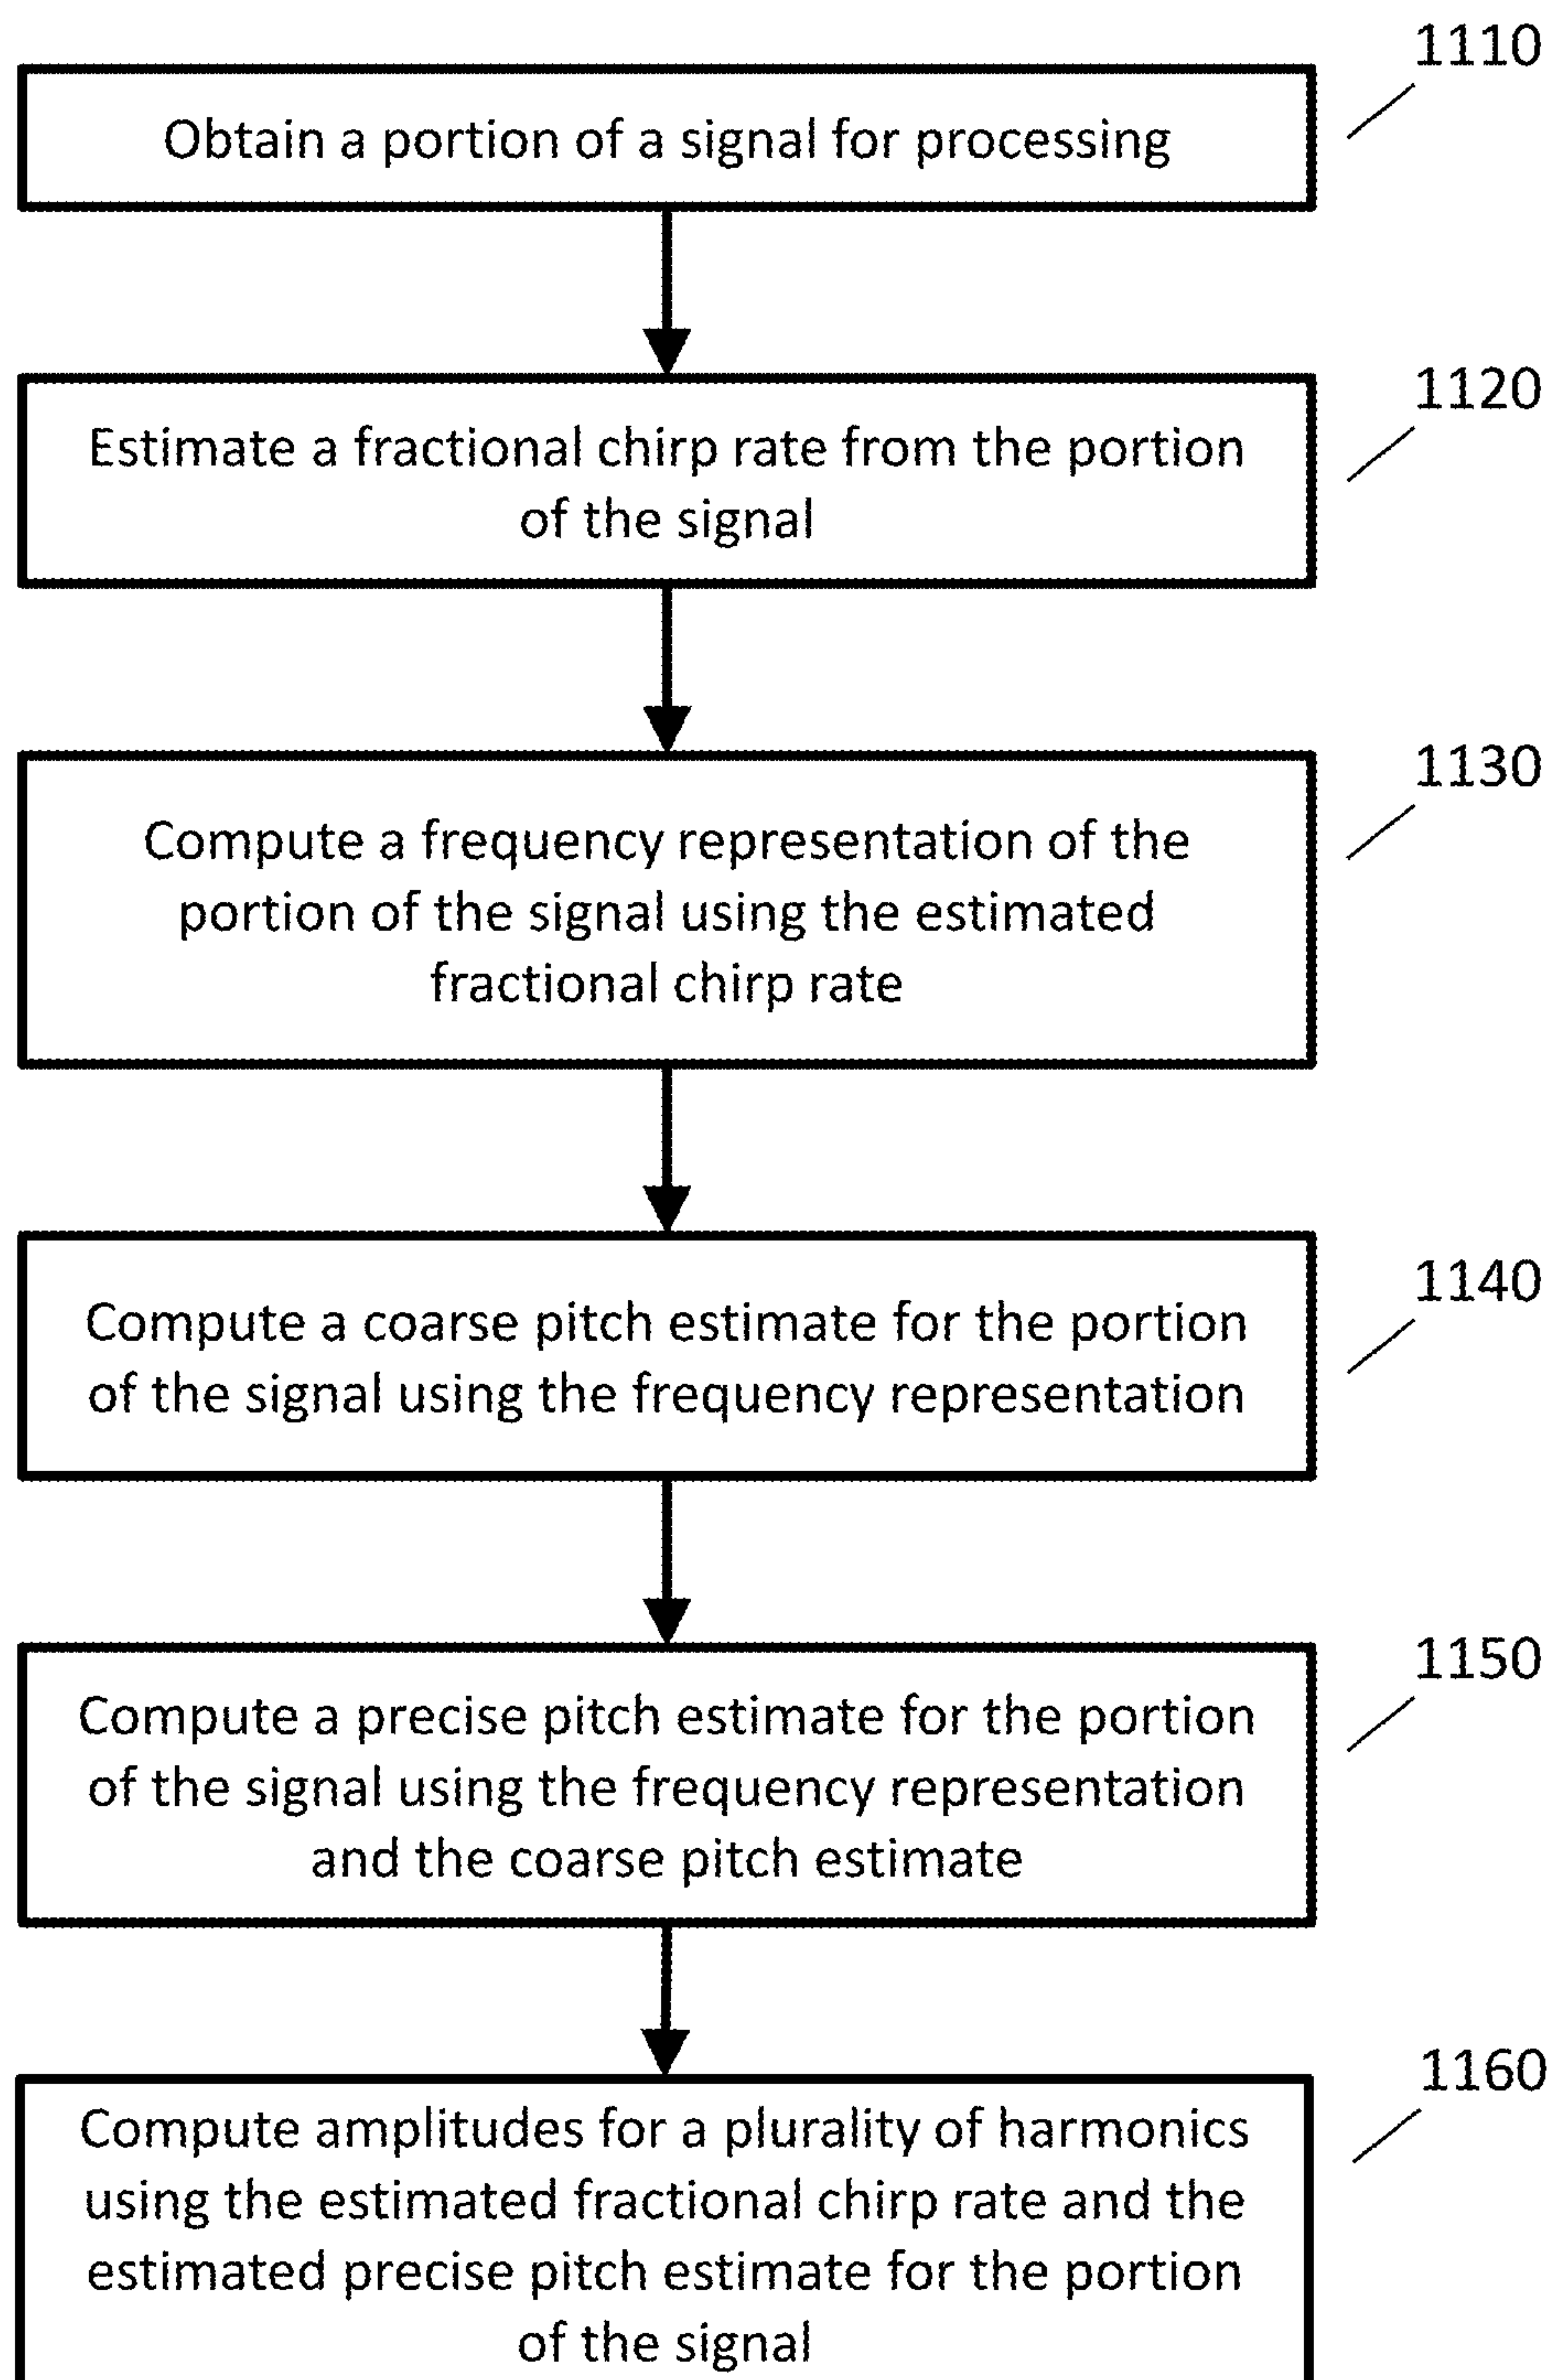 1110
Obtain a portion of a signal for processing
1120
Estimate a fractional chirp rate from the portion
of the signal
1130
Compute a frequency representation of the
portion of the signal using the estimated
fractional chirp rate
1140
Compute a coarse pitch estimate for the portion
of the signal using the frequency representation
1150
Compute a precise pitch estimate for the portion
of the signal using the frequency representation
and the coarse pitch estimate
1160
Compute amplitudes for a plurality of harmonics
using the estimated fractional chirp rate and the
estimated precise pitch estimate for the portion
of the signal